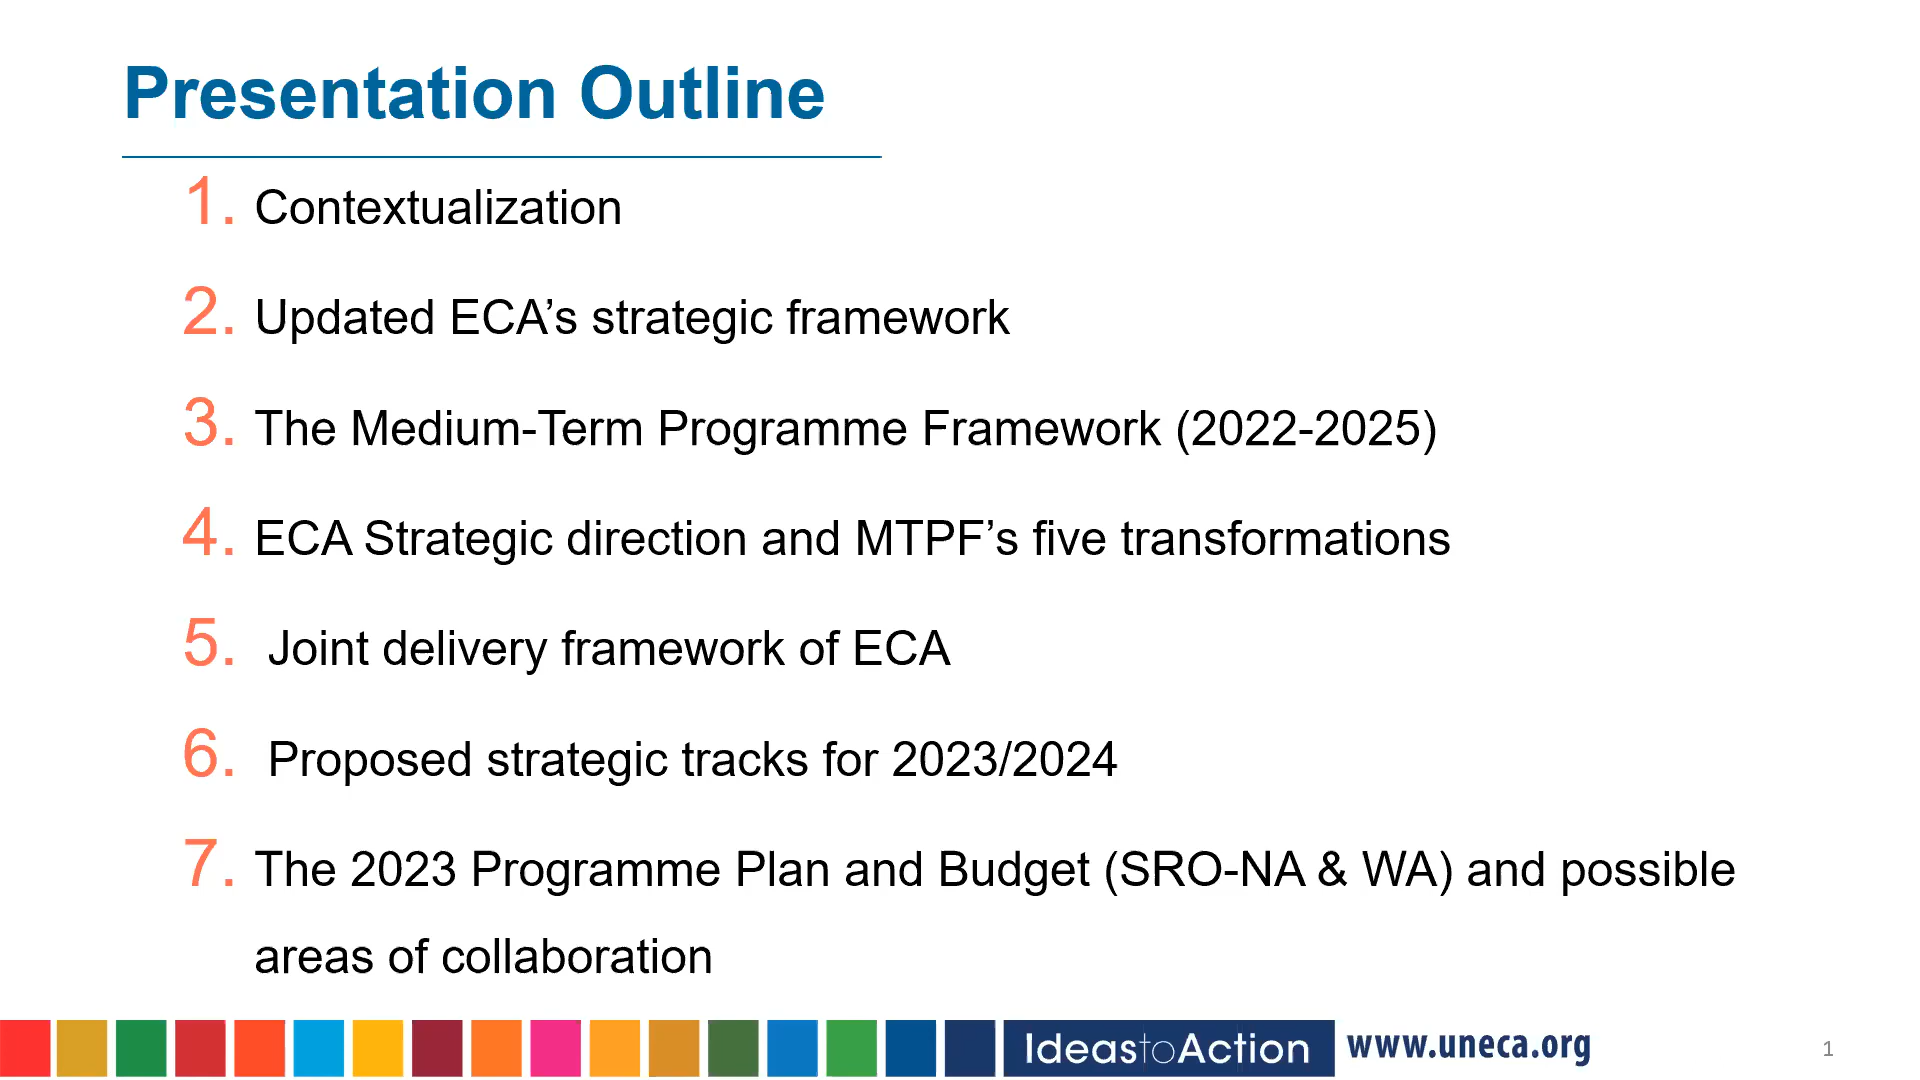 Presentation Outline
1. Contextualization
2. Updated ECA’s strategic framework
3. The Medium-Term Programme Framework (2022-2025)
4. ECA Strategic direction and MTPF’s five transformations
5. Joint delivery framework of ECA
6. Proposed strategic tracks for 2023/2024
7. The 2023 Programme Plan and Budget (SRO-NA & WA) and possible
areas of collaboration
IdeastoAction www.uneca.org 1